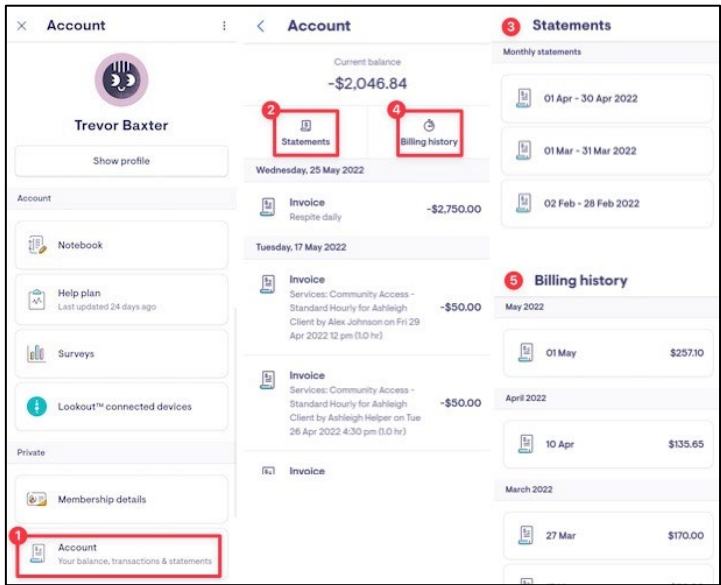 Account
Trevor Baxter
Show profile
Account
Notebook
Help plan
Last updated 24 days ago
Surveys
Lookout™ connected devices
Private
Membership details
1
Account
Your balance, transactions & statements
Account
Current balance
-$2,046.84
2
Statements
4
Billing history
Wednesday, 25 May 2022
Invoice
Respite daily
-$2,750.00
Tuesday, 17 May 2022
Invoice
Services: Community Access -
Standard Hourly for Ashleigh
Client by Alex Johnson on Fri 29
Apr 2022 12 pm (1.0 hr)
-$50.00
Invoice
Services: Community Access -
Standard Hourly for Ashleigh
Client by Ashleigh Helper on Tue
26 Apr 2022 4:30 pm (1.0 hr)
-$50.00
Invoice
3 Statements
Monthly statements
01 Apr - 30 Apr 2022
01 Mar - 31 Mar 2022
02 Feb - 28 Feb 2022
5 Billing history
May 2022
01 May $257.10
April 2022
10 Apr $135.65
March 2022
27 Mar $170.00